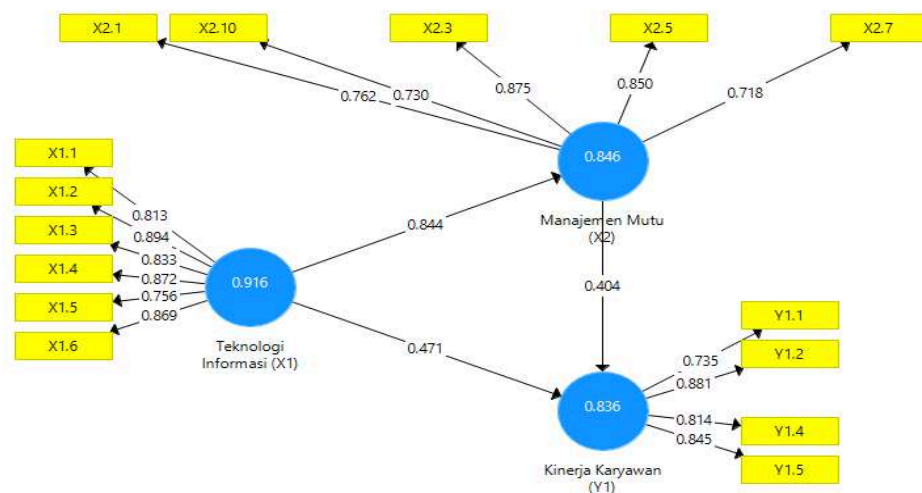 X2.1
X2.10
X2.3
X2.5
X2.7
0.762
0.730
0.875
0.850
0.718
0.846
Manajemen Mutu
(X2)
X1.1
X1.2
X1.3
X1.4
X1.5
X1.6
0.813
0.894
0.833
0.872
0.756
0.869
0.916
Teknologi
Informasi (X1)
0.844
0.404
0.471
0.836
Kinerja Karyawan
(Y1)
0.735
0.881
0.814
0.845
Y1.1
Y1.2
Y1.4
Y1.5